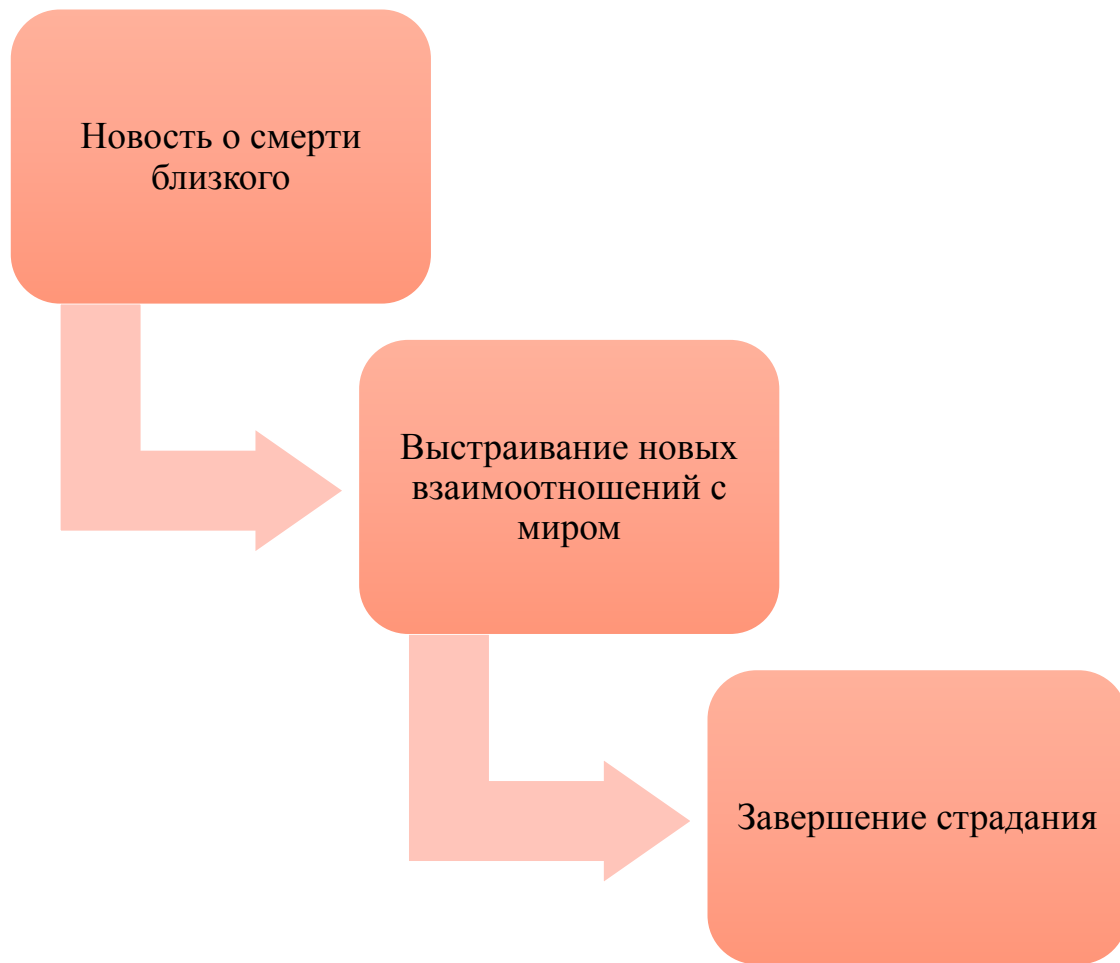 Новость о смерти
близкого
Выстраивание новых
взаимоотношений с
миром
Завершение страдания